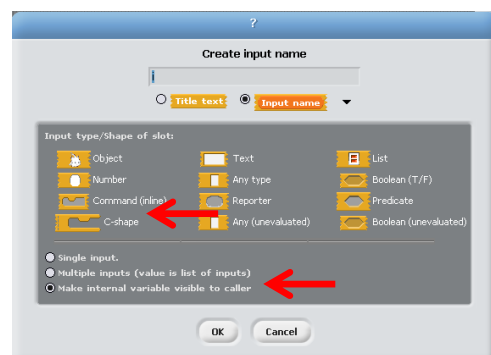 ?
Create input name
i
Title text Input name
Input type/Shape of slot:
Object Text List
Number Any type Boolean (T/F)
Command (inline) Reporter Predicate
C-shape Any (unevaluated) Boolean (unevaluated)
Single input.
Multiple inputs (value is list of inputs)
Make internal variable visible to caller
OK Cancel